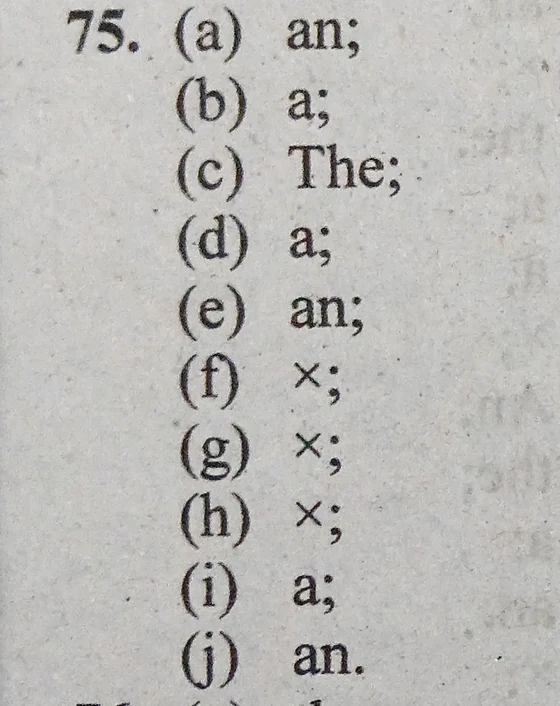 75. (a) an;
(b) a;
(c) The;
(d) a;
(e) an;
(f) ×;
(g) ×;
(h) ×;
(i) a;
(j) an.